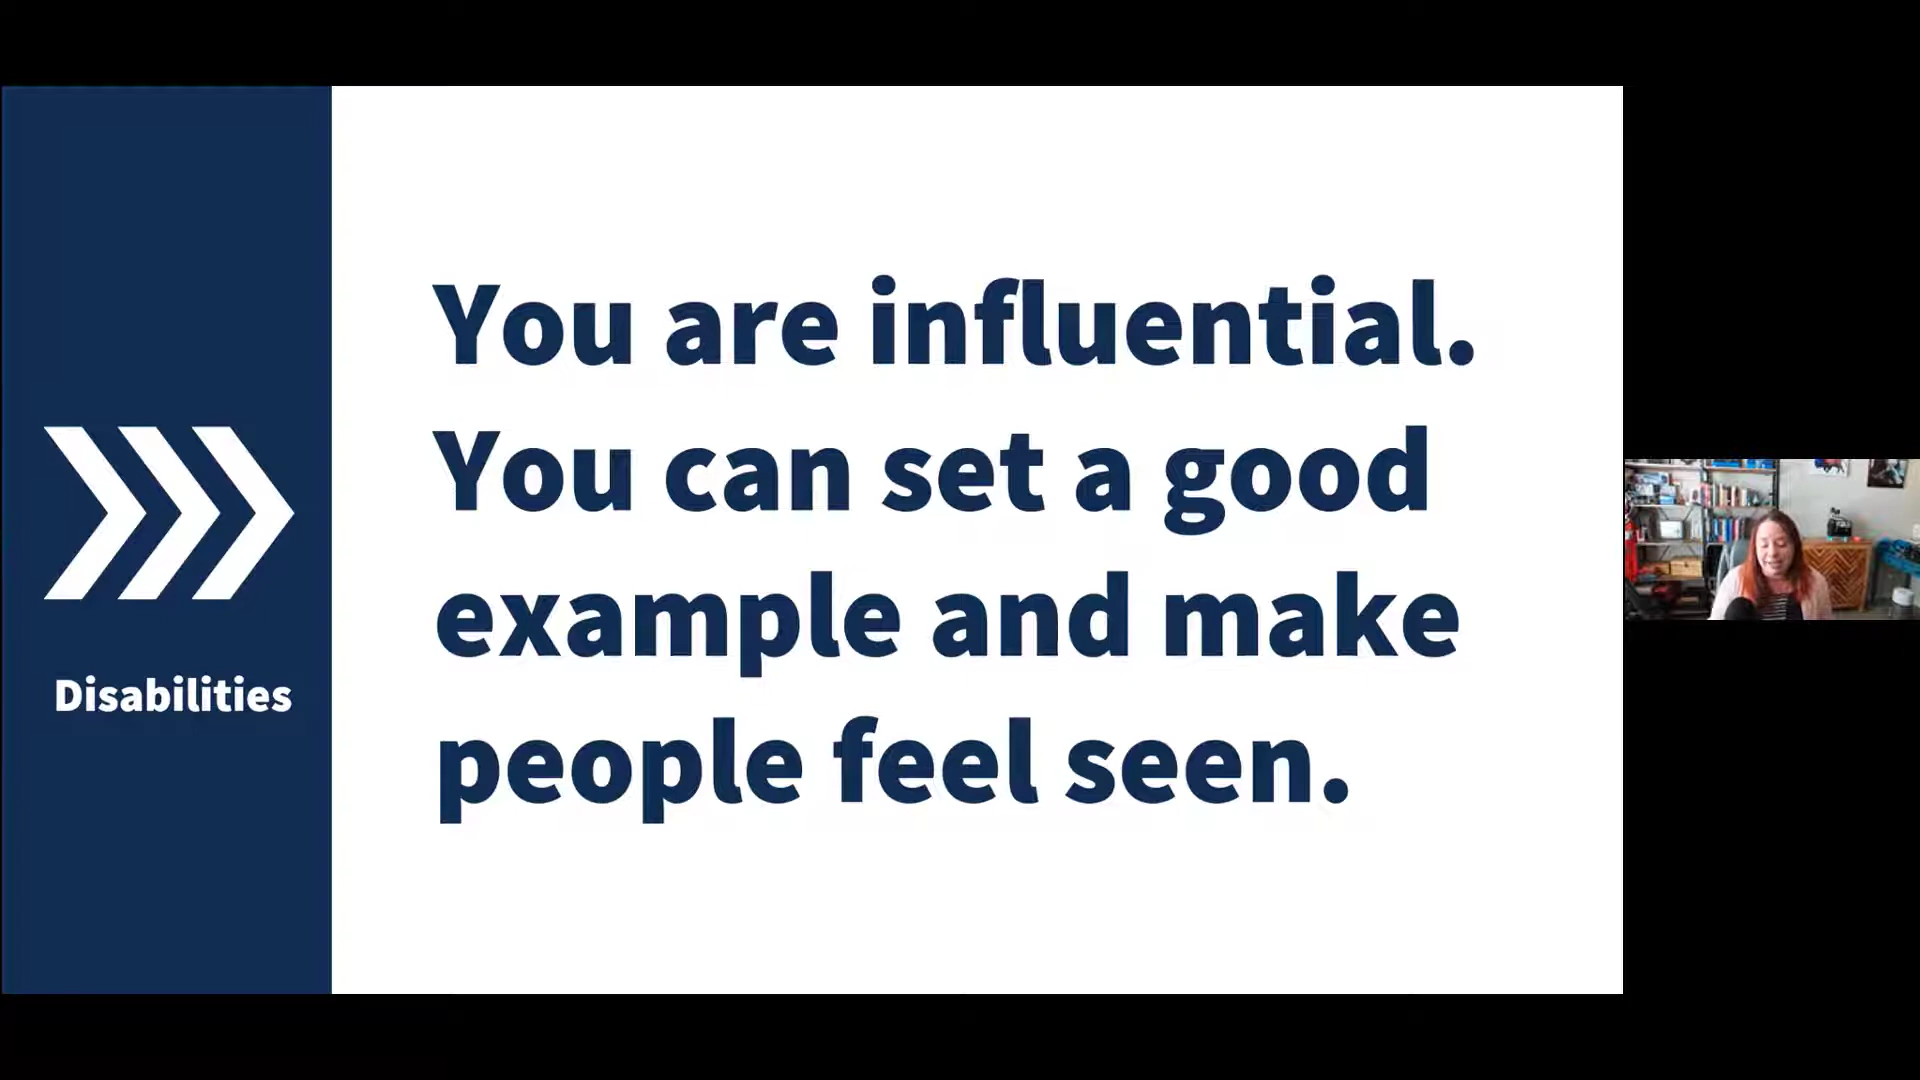 Disabilities
You are influential.
You can set a good
example and make
people feel seen.